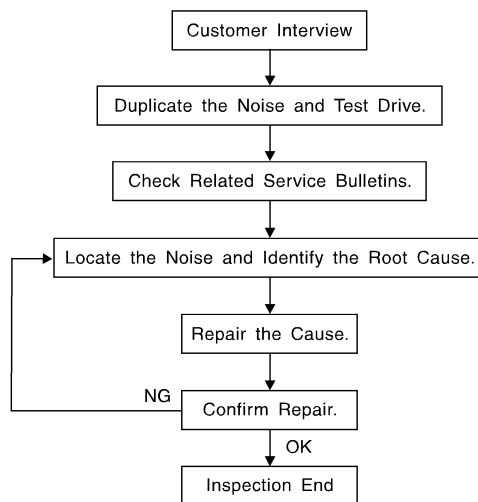 Customer Interview
Duplicate the Noise and Test Drive.
Check Related Service Bulletins.
Locate the Noise and Identify the Root Cause.
Repair the Cause.
NG
Confirm Repair.
OK
Inspection End